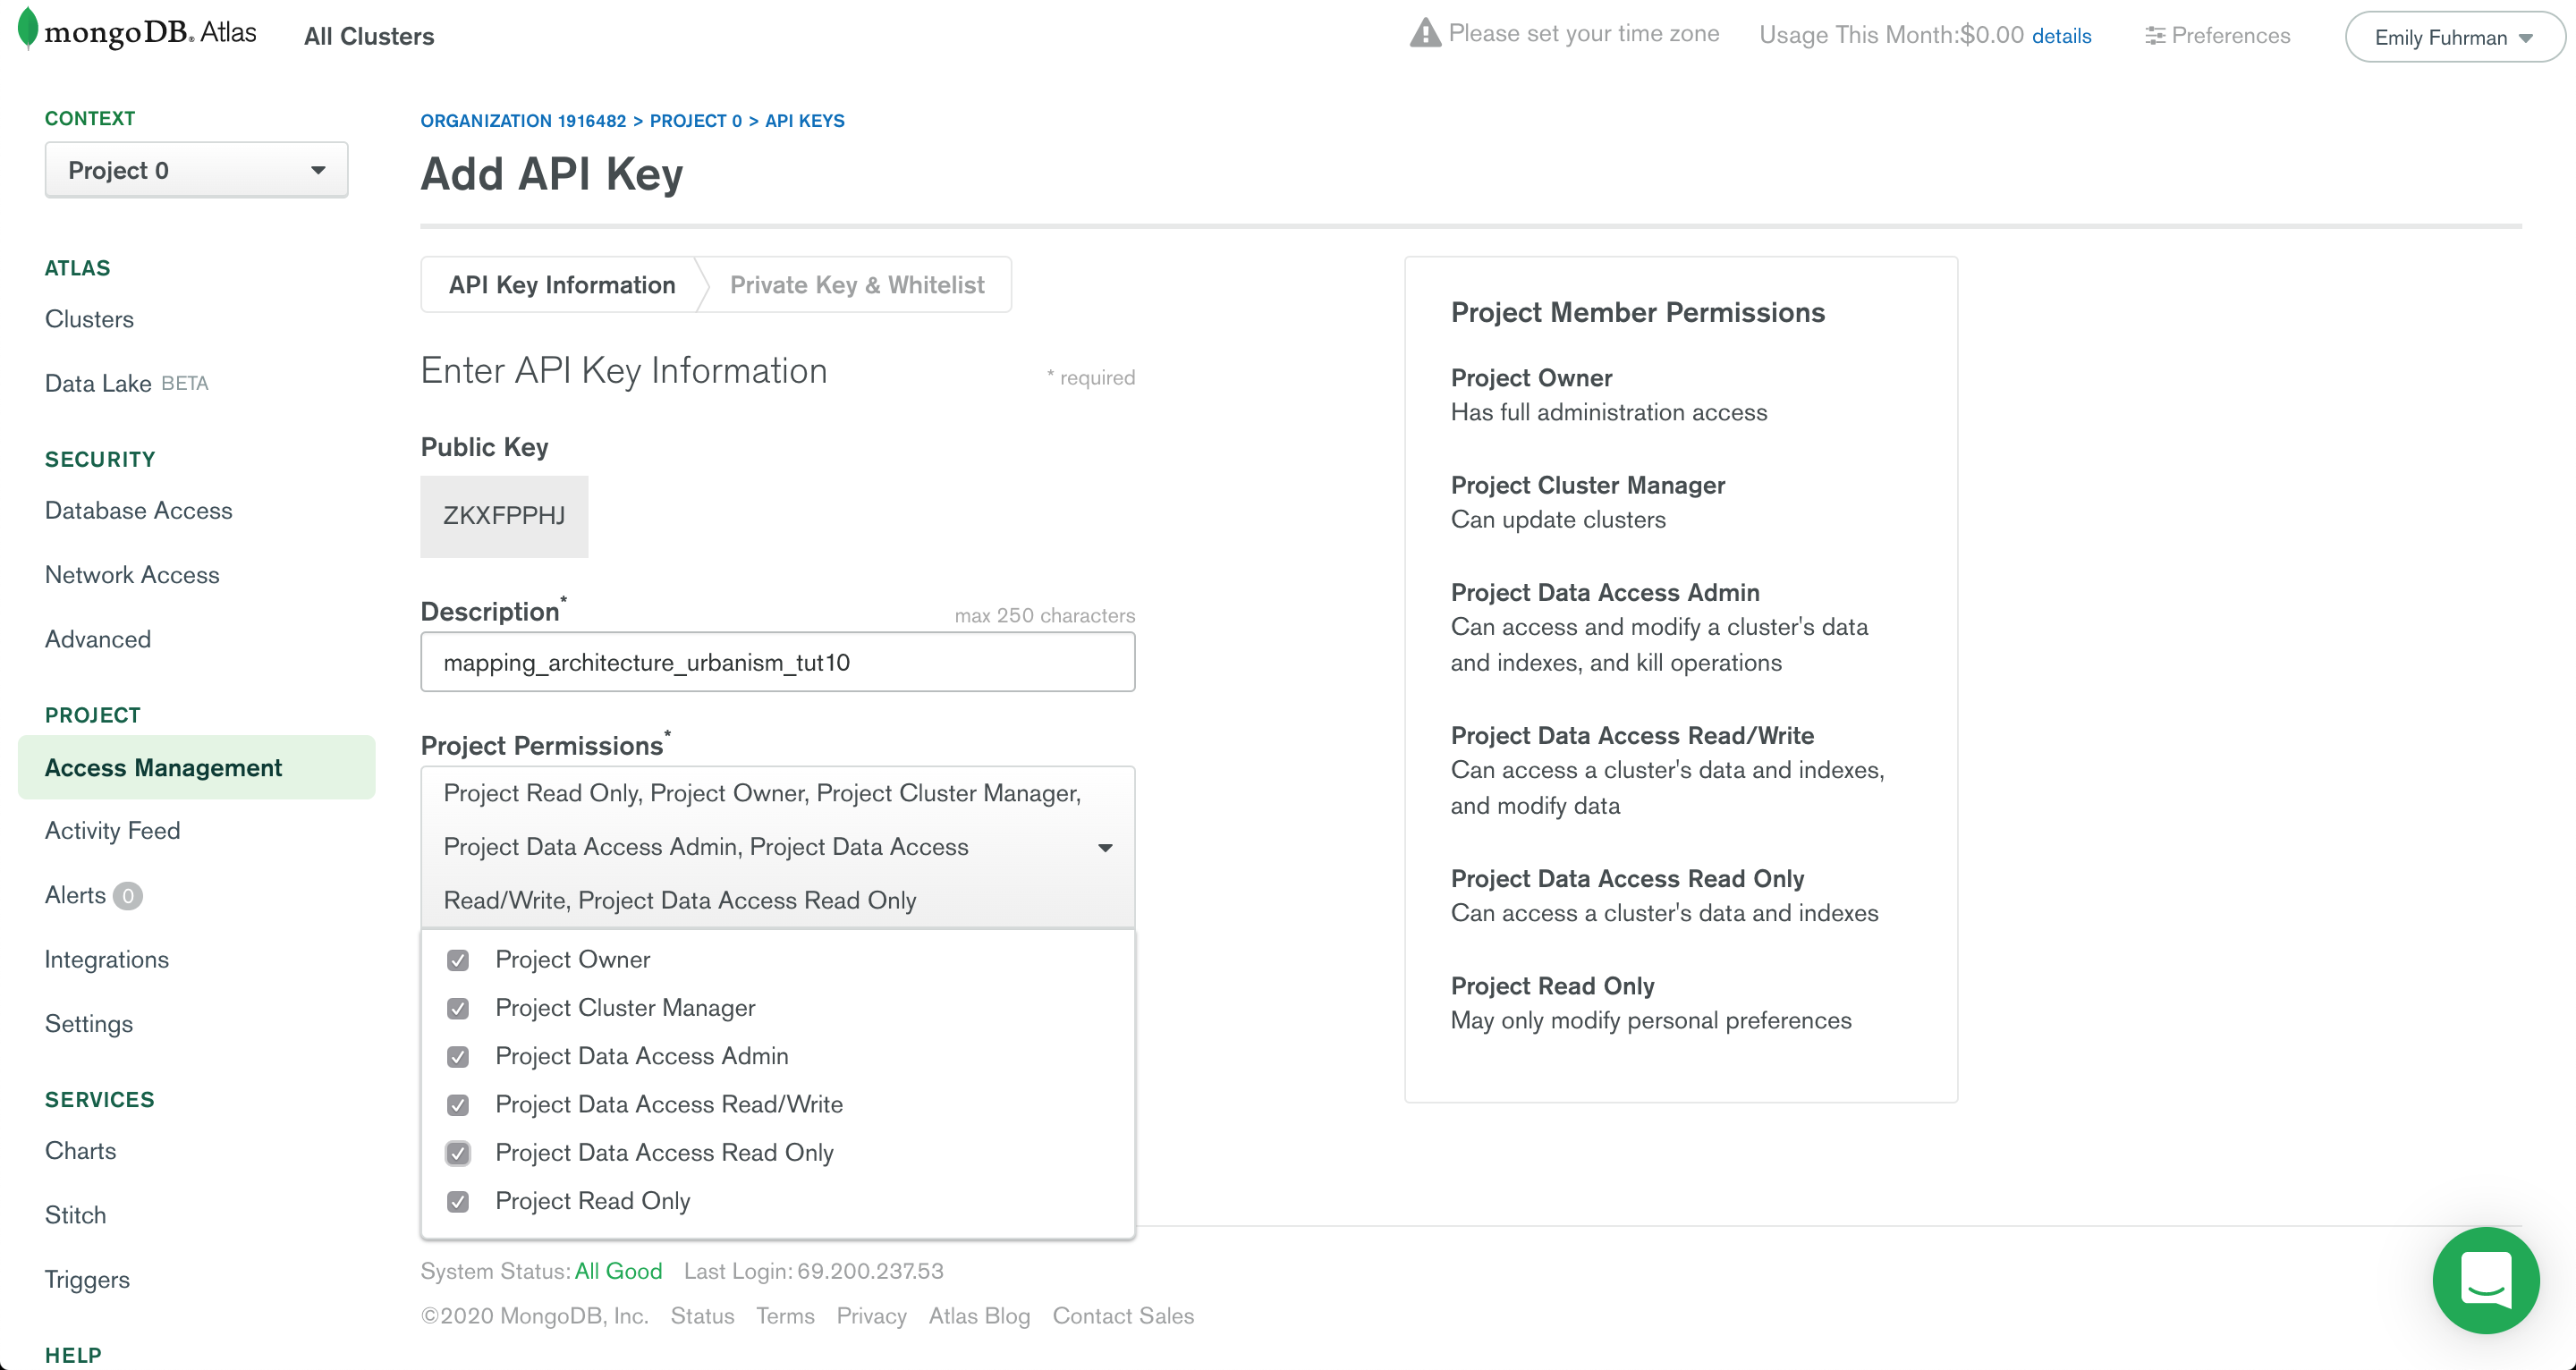 mongoDB. Atlas
All Clusters
Please set your time zone
Usage This Month:$0.00 details
Preferences
Emily Fuhrman
CONTEXT
Project 0
ATLAS
Clusters
Data Lake BETA
SECURITY
Database Access
Network Access
Advanced
PROJECT
Access Management
Activity Feed
Alerts 0
Integrations
Settings
SERVICES
Charts
Stitch
Triggers
HELP
ORGANIZATION 1916482 > PROJECT 0 > API KEYS
Add API Key
API Key Information
Private Key & Whitelist
Enter API Key Information
* required
Public Key
ZKXFPPHJ
Description*
max 250 characters
mapping_architecture_urbanism_tut10
Project Permissions*
Project Read Only, Project Owner, Project Cluster Manager,
Project Data Access Admin, Project Data Access
Read/Write, Project Data Access Read Only
Project Owner
Project Cluster Manager
Project Data Access Admin
Project Data Access Read/Write
Project Data Access Read Only
Project Read Only
Project Member Permissions
Project Owner
Has full administration access
Project Cluster Manager
Can update clusters
Project Data Access Admin
Can access and modify a cluster's data
and indexes, and kill operations
Project Data Access Read/Write
Can access a cluster's data and indexes,
and modify data
Project Data Access Read Only
Can access a cluster's data and indexes
Project Read Only
May only modify personal preferences
System Status: All Good Last Login: 69.200.237.53
©2020 MongoDB, Inc. Status Terms Privacy Atlas Blog Contact Sales